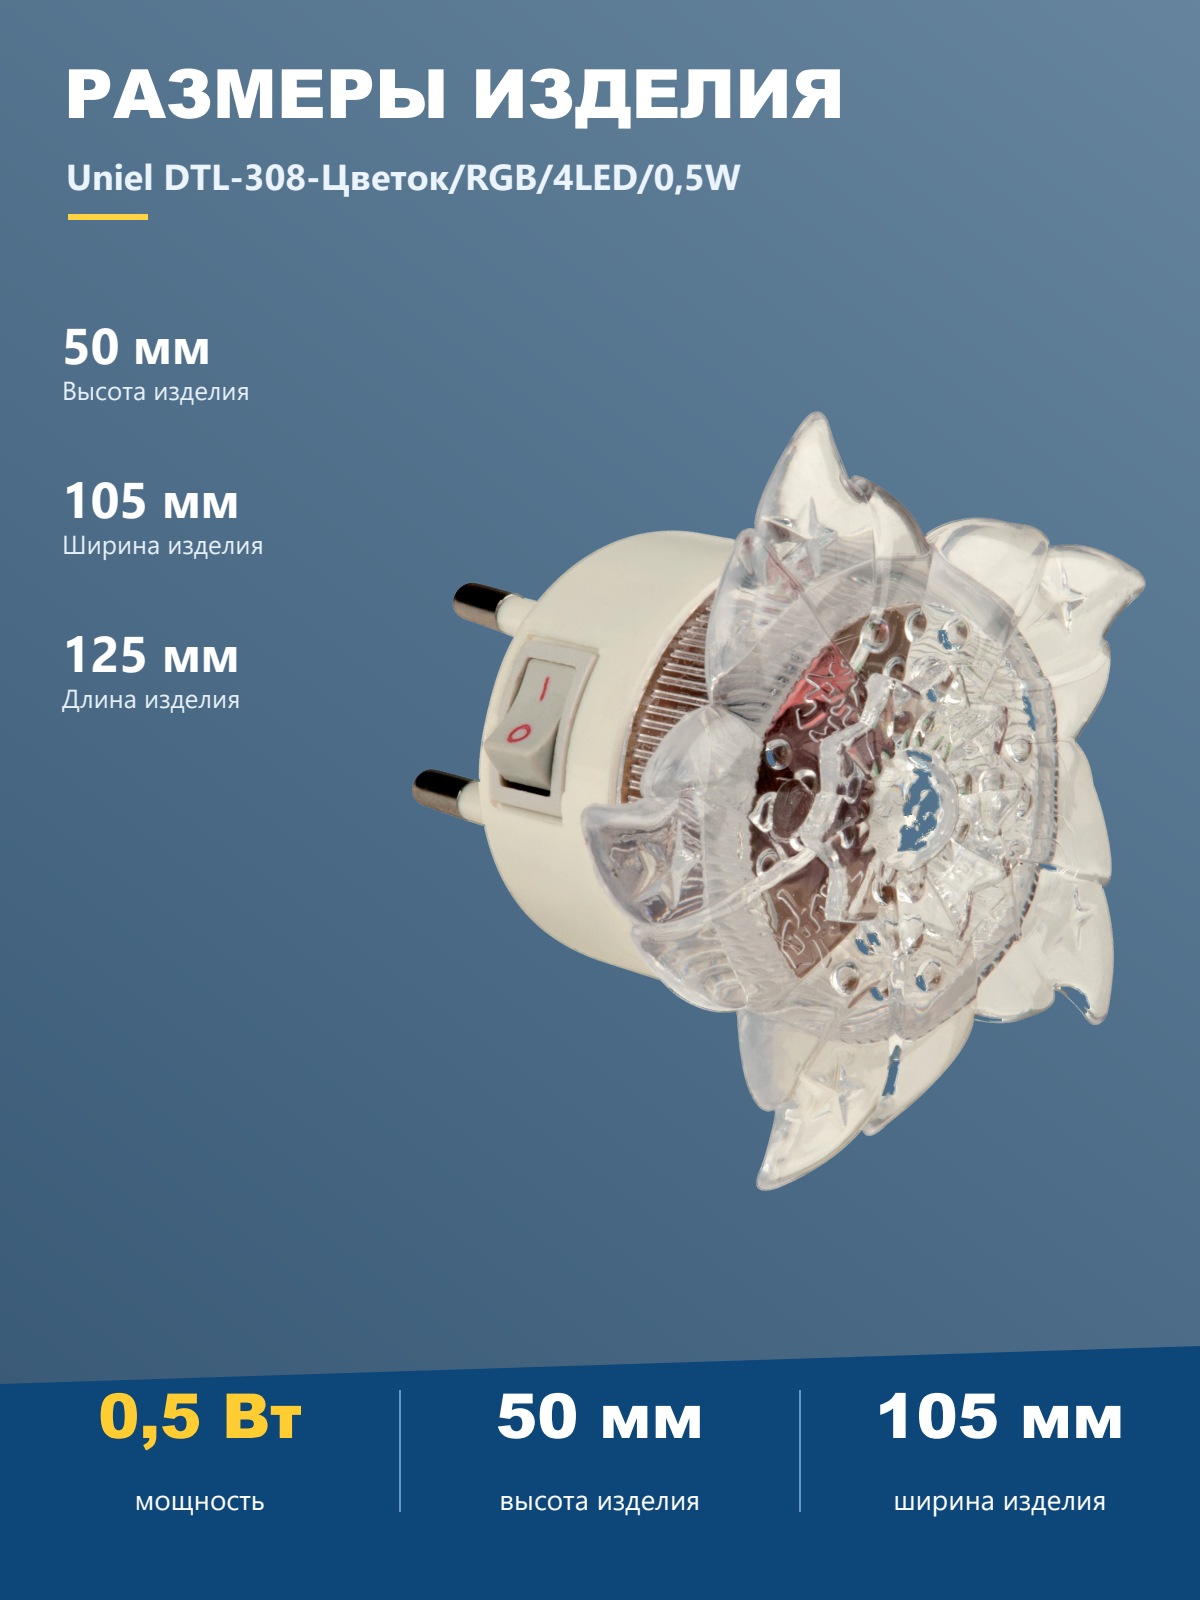 РАЗМЕРЫ ИЗДЕЛИЯ
Uniel DTL-308-Цветок/RGB/4LED/0,5W
50 мм
Высота изделия
105 мм
Ширина изделия
125 мм
Длина изделия
I
O
0,5 Вт
мощность
50 мм
высота изделия
105 мм
ширина изделия